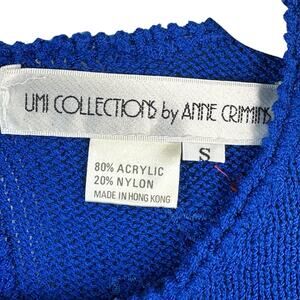 UMI COLLECTIONS by ANNE CRIMMINS
S
80% ACRYLIC
20% NYLON
MADE IN HONG KONG